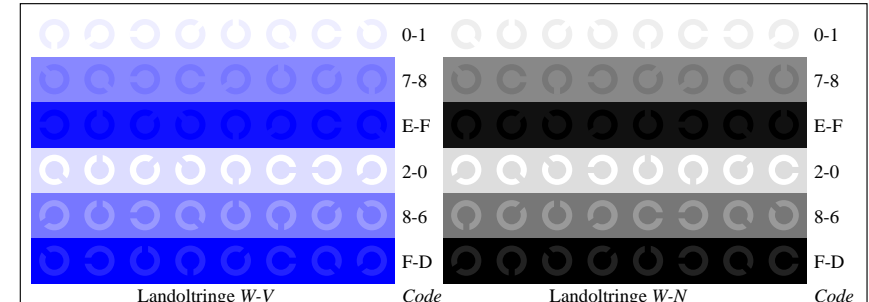 0-1 0-1
7-8 7-8
E-F E-F
2-0 2-0
8-6 8-6
F-D F-D
Landoltringe W-V Code Landoltringe W-N Code